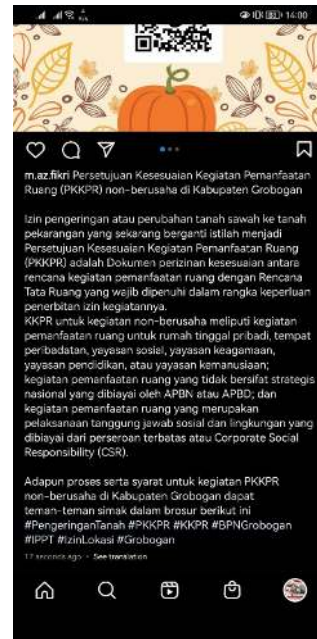 14:00
m.az.fikri Persetujuan Kesesuaian Kegiatan Pemanfaatan
Ruang (PKKPR) non-berusaha di Kabupaten Grobogan
Izin pengeringan atau perubahan tanah sawah ke tanah
pekarangan yang sekarang berganti istilah menjadi
Persetujuan Kesesuaian Kegiatan Pemanfaatan Ruang
(PKKPR) adalah Dokumen perizinan kesesuaian antara
rencana kegiatan pemanfaatan ruang dengan Rencana
Tata Ruang yang wajib dipenuhi dalam rangka keperluan
penerbitan izin kegiatannya.
KKPR untuk kegiatan non-berusaha meliputi kegiatan
pemanfaatan ruang untuk rumah tinggal pribadi, tempat
peribadatan, yayasan sosial, yayasan keagamaan,
yayasan pendidikan, atau yayasan kemanusiaan;
kegiatan pemanfaatan ruang yang tidak bersifat strategis
nasional yang dibiayai oleh APBN atau APBD; dan
kegiatan pemanfaatan ruang yang merupakan
pelaksanaan tanggung jawab sosial dan lingkungan yang
dibiayai dari perseroan terbatas atau Corporate Social
Responsibility (CSR).
Adapun proses serta syarat untuk kegiatan PKKPR
non-berusaha di Kabupaten Grobogan dapat
teman-teman simak dalam brosur berikut ini
#PengeringanTanah #PKKPR #KKPR #BPNGrobogan
#IPPT #IzinLokasi #Grobogan
17 seconds ago · See translation